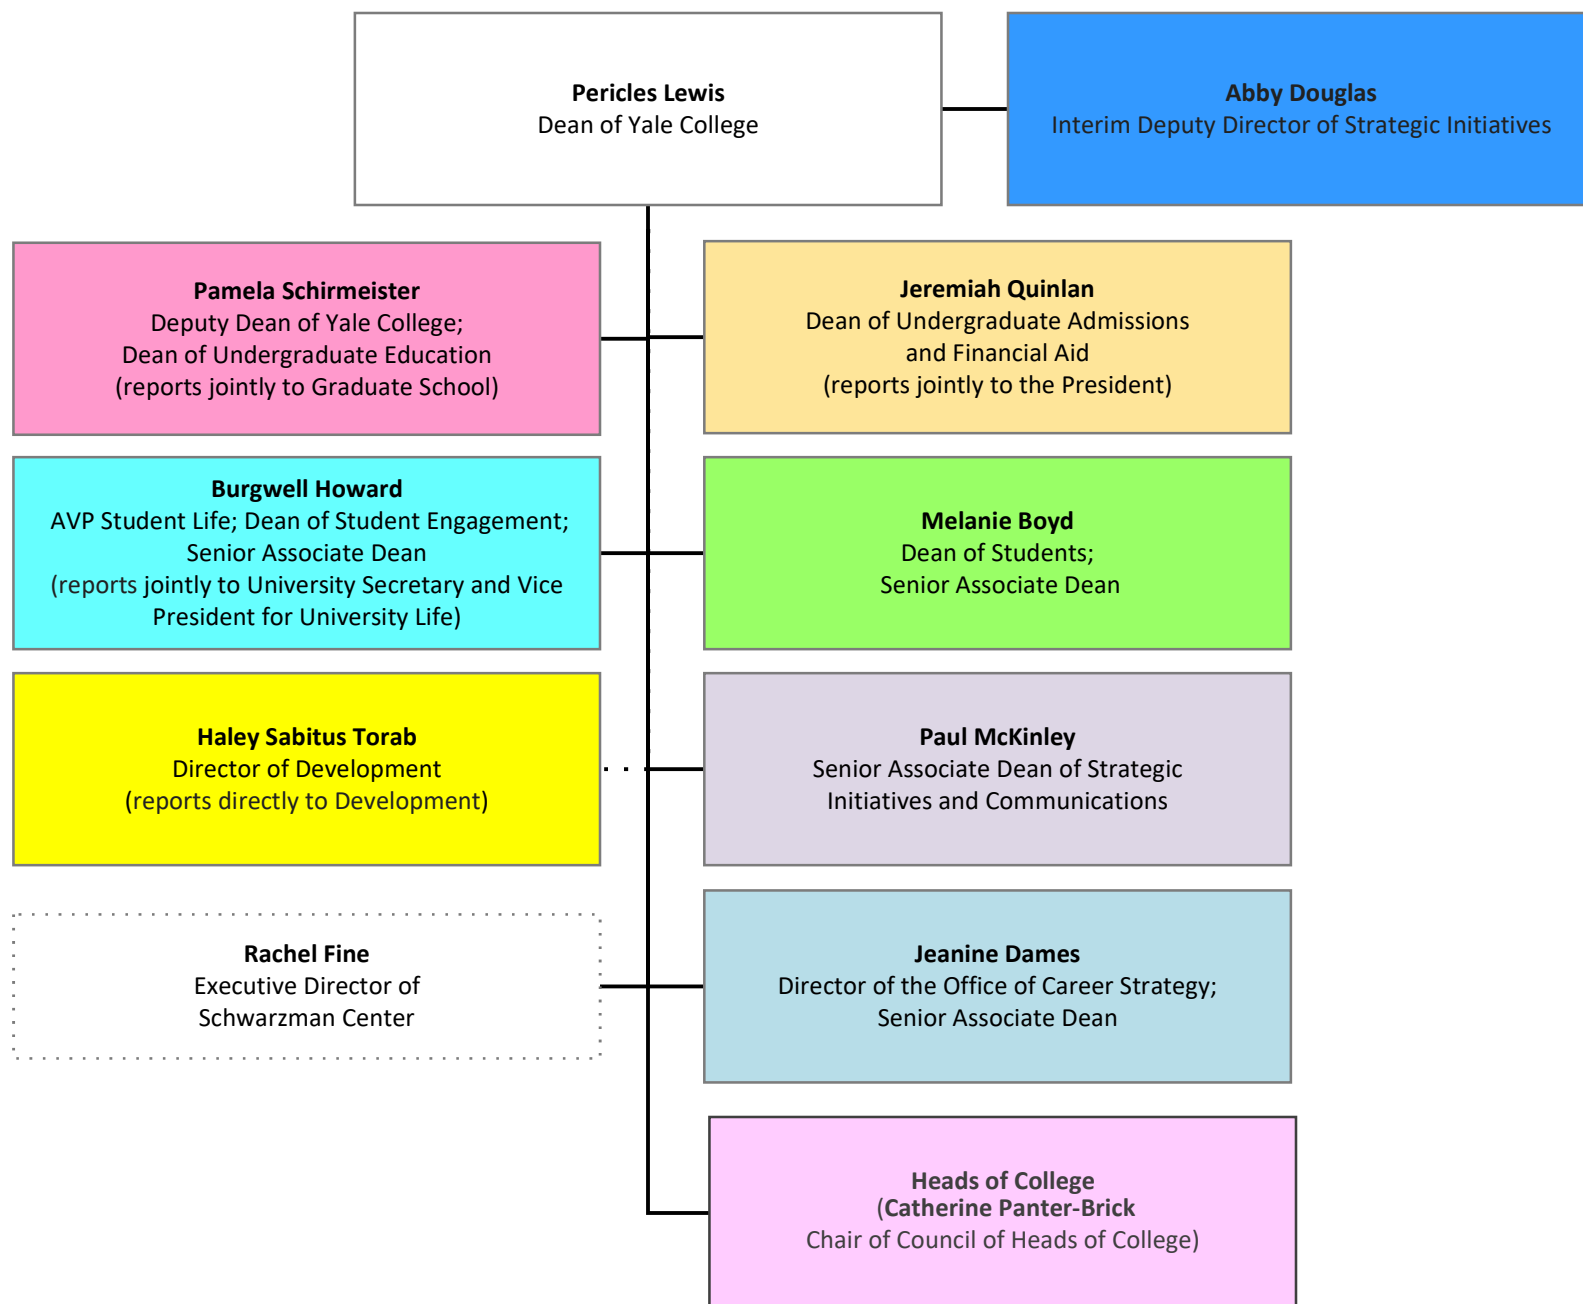 Pericles Lewis
Dean of Yale College
Abby Douglas
Interim Deputy Director of Strategic Initiatives
Pamela Schirmeister
Deputy Dean of Yale College;
Dean of Undergraduate Education
(reports jointly to Graduate School)
Jeremiah Quinlan
Dean of Undergraduate Admissions
and Financial Aid
(reports jointly to the President)
Burgwell Howard
AVP Student Life; Dean of Student Engagement;
Senior Associate Dean
(reports jointly to University Secretary and Vice
President for University Life)
Melanie Boyd
Dean of Students;
Senior Associate Dean
Haley Sabitus Torab
Director of Development
(reports directly to Development)
Paul McKinley
Senior Associate Dean of Strategic
Initiatives and Communications
Rachel Fine
Executive Director of
Schwarzman Center
Jeanine Dames
Director of the Office of Career Strategy;
Senior Associate Dean
Heads of College
(Catherine Panter-Brick
Chair of Council of Heads of College)